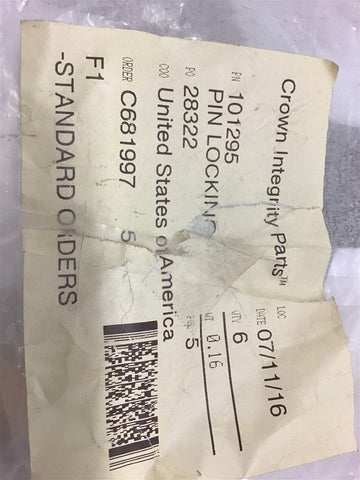 Crown Integrity Parts™ LOC
DATE 07/11/16
PN 101295 QTY 6
PIN LOCKING WT 0.16
PO 28322 5
COO United States of America
ORDER C681997 5
F1
-STANDARD ORDERS